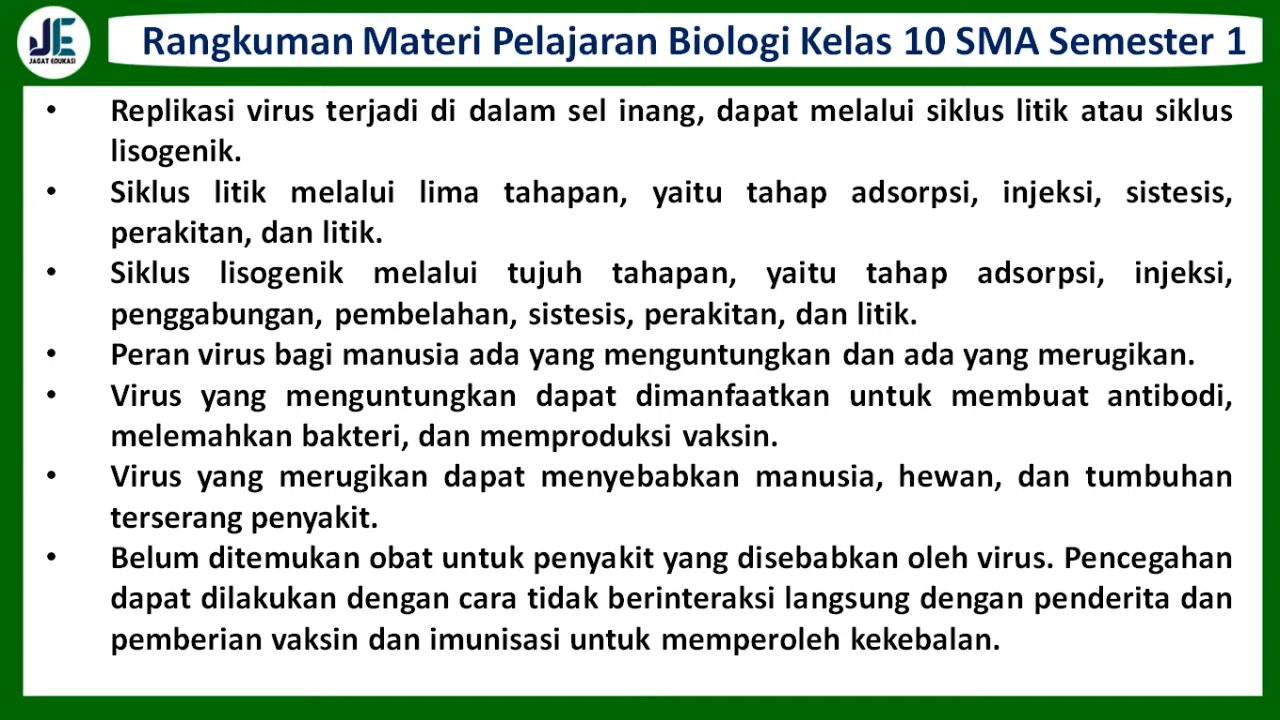 JE
JAGAT EDUKASI
Rangkuman Materi Pelajaran Biologi Kelas 10 SMA Semester 1
• Replikasi virus terjadi di dalam sel inang, dapat melalui siklus litik atau siklus
lisogenik.
• Siklus litik melalui lima tahapan, yaitu tahap adsorpsi, injeksi, sistesis,
perakitan, dan litik.
• Siklus lisogenik melalui tujuh tahapan, yaitu tahap adsorpsi, injeksi,
penggabungan, pembelahan, sistesis, perakitan, dan litik.
• Peran virus bagi manusia ada yang menguntungkan dan ada yang merugikan.
• Virus yang menguntungkan dapat dimanfaatkan untuk membuat antibodi,
melemahkan bakteri, dan memproduksi vaksin.
• Virus yang merugikan dapat menyebabkan manusia, hewan, dan tumbuhan
terserang penyakit.
• Belum ditemukan obat untuk penyakit yang disebabkan oleh virus. Pencegahan
dapat dilakukan dengan cara tidak berinteraksi langsung dengan penderita dan
pemberian vaksin dan imunisasi untuk memperoleh kekebalan.